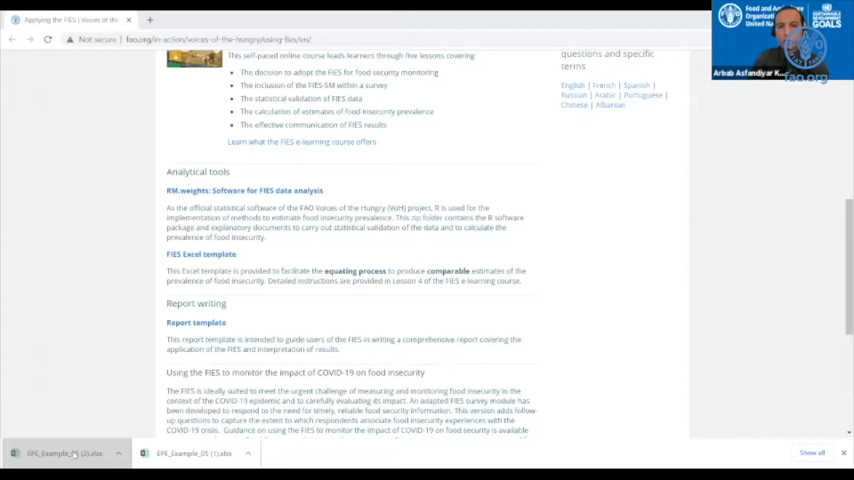 Applying the FIES | Voices of the
Not secure | fao.org/in-action/voices-of-the-hungry/using-fies/en/
Food and
Organiz
United N
SUSTAINABLE
DEVELOPMENT
GOALS
fao.org
Arbab Asfandiyar K...
This self-paced online course leads learners through five lessons covering
The decision to adopt the FIES for food security monitoring
The inclusion of the FIES-SM within a survey
The statistical validation of FIES data
The calculation of estimates of food insecurity prevalence
The effective communication of FIES results
Learn what the FIES e-learning course offers
questions and specific
terms
English | French | Spanish |
Russian | Arabic | Portuguese |
Chinese | Albanian
Analytical tools
RM.weights: Software for FIES data analysis
As the official statistical software of the FAO Voices of the Hungry (VoH) project, R is used for the
implementation of methods to estimate food insecurity prevalence. This zip folder contains the R software
package and explanatory documents to carry out statistical validation of the data and to calculate the
prevalence of food insecurity.
FIES Excel template
This Excel template is provided to facilitate the equating process to produce comparable estimates of the
prevalence of food insecurity. Detailed instructions are provided in Lesson 4 of the FIES e-learning course.
Report writing
Report template
This report template is intended to guide users of the FIES in writing a comprehensive report covering the
application of the FIES and interpretation of results.
Using the FIES to monitor the impact of COVID-19 on food insecurity
The FIES is ideally suited to meet the urgent challenge of measuring and monitoring food insecurity in the
context of the COVID-19 epidemic and to carefully evaluating its impact. An adapted FIES survey module has
been developed to respond to the need for timely, reliable food security information. This version adds follow-
up questions to capture the extent to which respondents associate food insecurity experiences with the
COVID-19 crisis. Guidance on using the FIES to monitor the impact of COVID-19 on food security is available
EPE_Example_05 (2).xlsx
EPE_Example_05 (1).xlsx
Show all